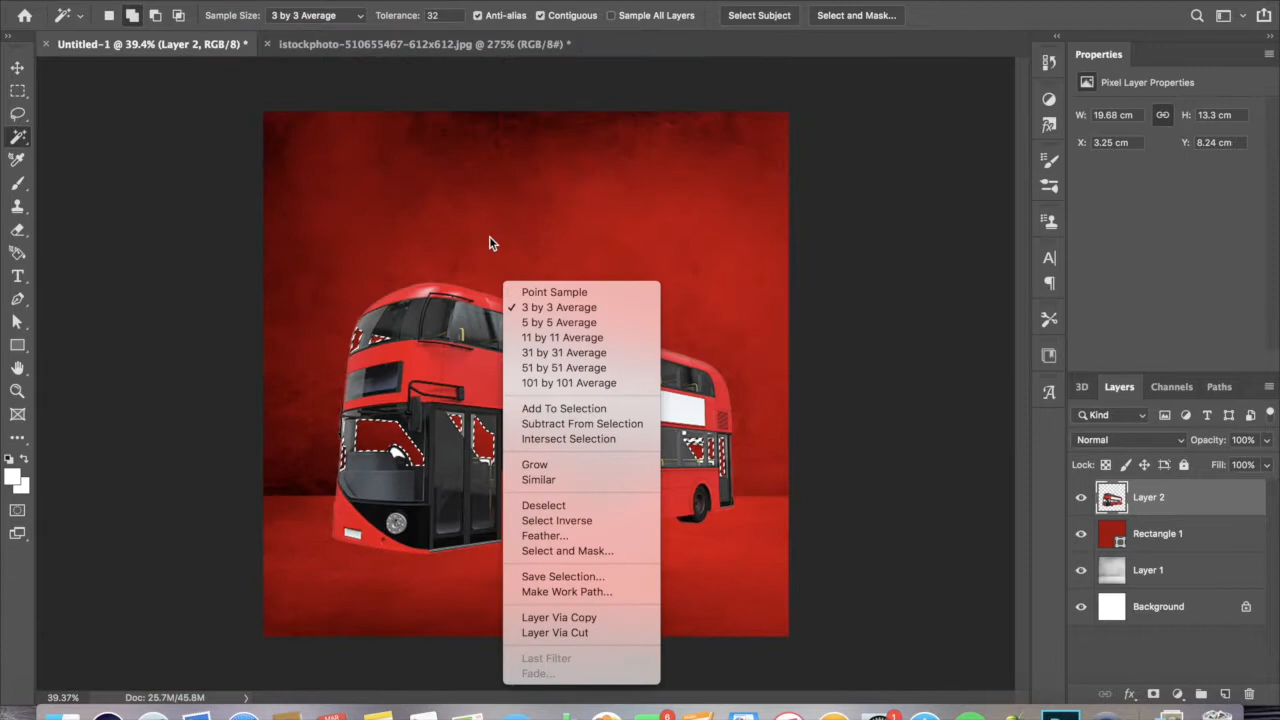 Sample Size: 3 by 3 Average Tolerance: 32 Anti-alias Contiguous Sample All Layers Select Subject Select and Mask...
Untitled-1 @ 39.4% (Layer 2, RGB/8) * istockphoto-510655467-612x612.jpg @ 275% (RGB/8#) *
Properties
Pixel Layer Properties
W: 19.68 cm H: 13.3 cm
X: 3.25 cm Y: 8.24 cm
Point Sample
3 by 3 Average
5 by 5 Average
11 by 11 Average
31 by 31 Average
51 by 51 Average
101 by 101 Average
Add To Selection
Subtract From Selection
Intersect Selection
Grow
Similar
Deselect
Select Inverse
Feather...
Select and Mask...
Save Selection...
Make Work Path...
Layer Via Copy
Layer Via Cut
Last Filter
Fade...
3D Layers Channels Paths
Kind
Normal Opacity: 100%
Lock: Fill: 100%
Layer 2
Rectangle 1
Layer 1
Background
39.37% Doc: 25.7M/45.8M
MAR 6 1